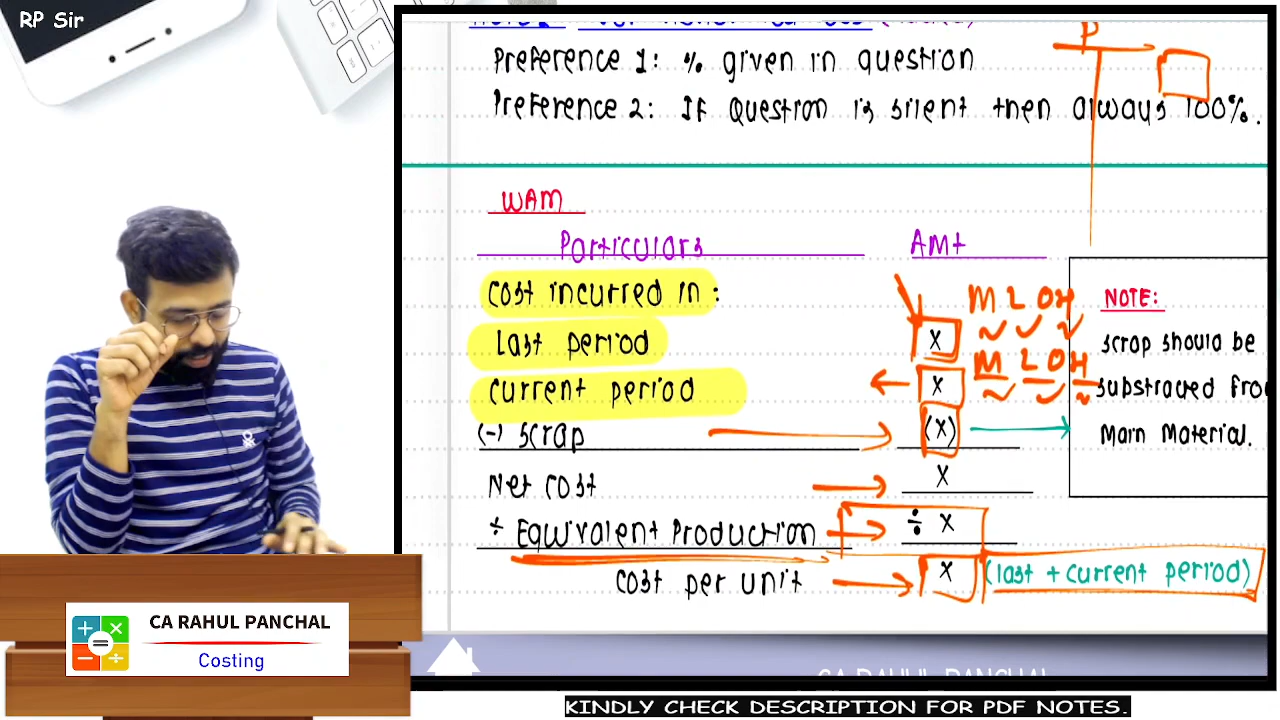 RP Sir
P
Preference 1: % given in question
Preference 2: If Question is silent then always 100%.
WAM
Particulars Amt
Cost incurred in:
M L OH
Last period X
M L OH
Current period X
(-) Scrap (X)
Net cost X
÷ Equivalent Production ÷ X
Cost per unit X (last + current period)
NOTE:
Scrap should be
substracted fro
Main Material.
+ ×
=
− ÷
CA RAHUL PANCHAL
Costing
CA RAHUL PANCHAL
KINDLY CHECK DESCRIPTION FOR PDF NOTES.